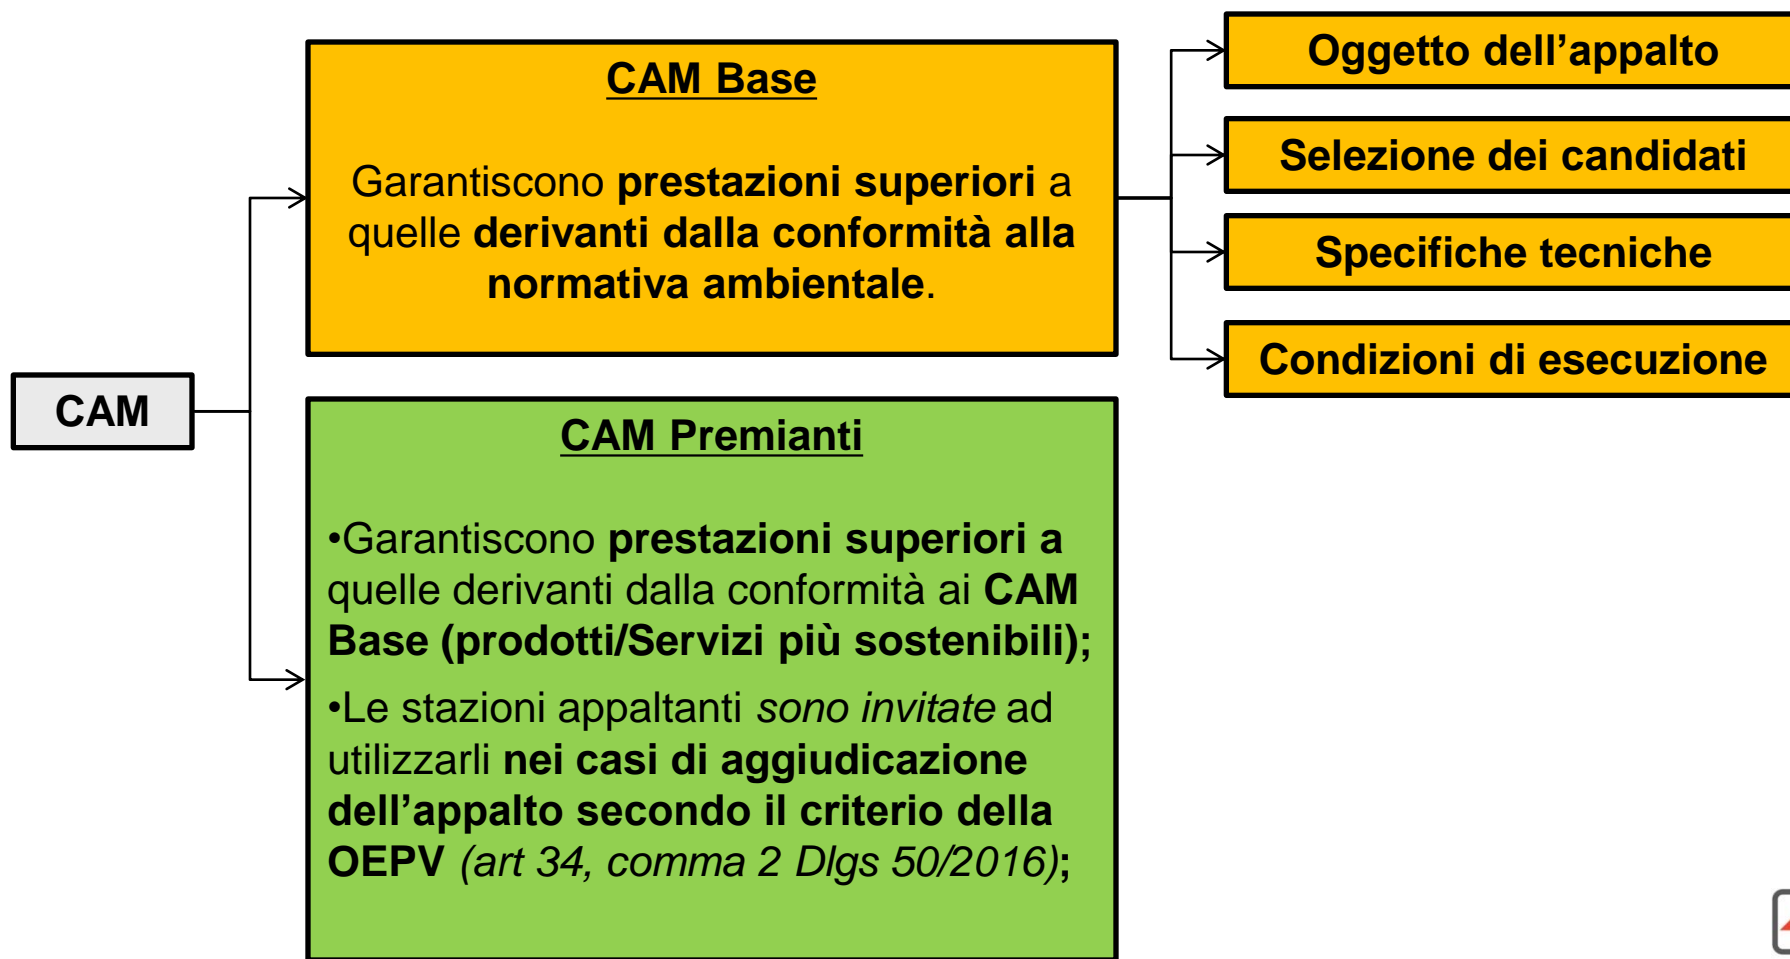 CAM
CAM Base
Garantiscono prestazioni superiori a
quelle derivanti dalla conformità alla
normativa ambientale.
Oggetto dell’appalto
Selezione dei candidati
Specifiche tecniche
Condizioni di esecuzione
CAM Premianti
•Garantiscono prestazioni superiori a
quelle derivanti dalla conformità ai CAM
Base (prodotti/Servizi più sostenibili);
•Le stazioni appaltanti sono invitate ad
utilizzarli nei casi di aggiudicazione
dell’appalto secondo il criterio della
OEPV (art 34, comma 2 Dlgs 50/2016);